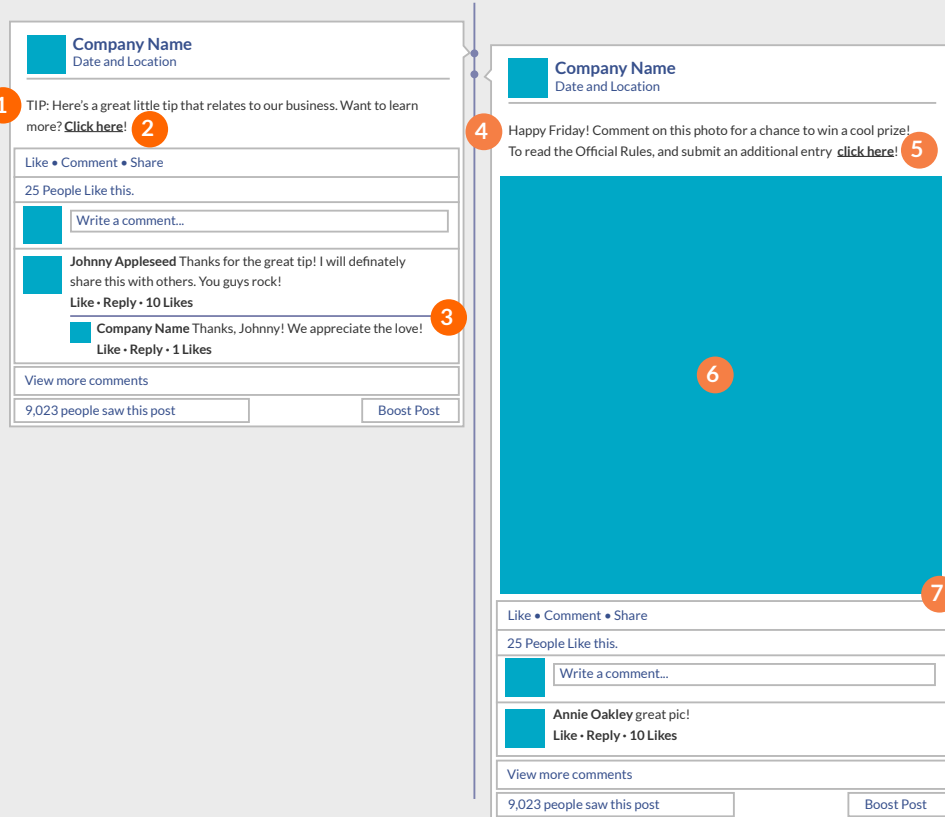 Company Name
Date and Location
1
TIP: Here's a great little tip that relates to our business. Want to learn
more? Click here!
2
Like • Comment • Share
25 People Like this.
Write a comment...
Johnny Appleseed Thanks for the great tip! I will definately
share this with others. You guys rock!
Like • Reply • 10 Likes
3
Company Name Thanks, Johnny! We appreciate the love!
Like • Reply • 1 Likes
View more comments
9,023 people saw this post
Boost Post
Company Name
Date and Location
4
Happy Friday! Comment on this photo for a chance to win a cool prize!
To read the Official Rules, and submit an additional entry click here!
5
6
7
Like • Comment • Share
25 People Like this.
Write a comment...
Annie Oakley great pic!
Like • Reply • 10 Likes
View more comments
9,023 people saw this post
Boost Post